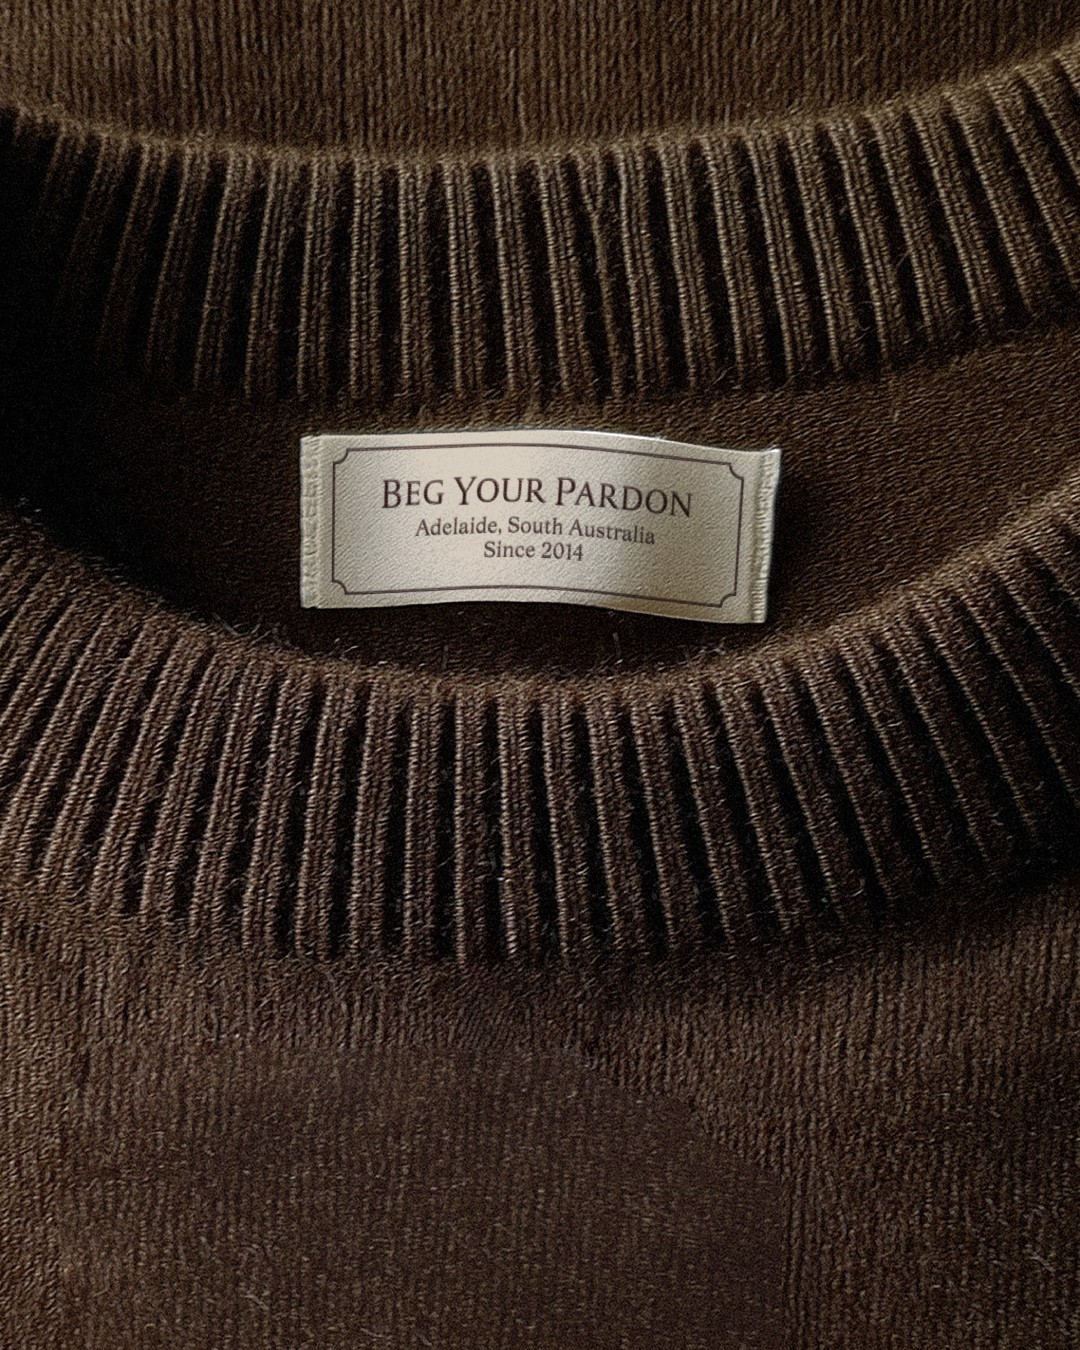 BEG YOUR PARDON
Adelaide, South Australia
Since 2014